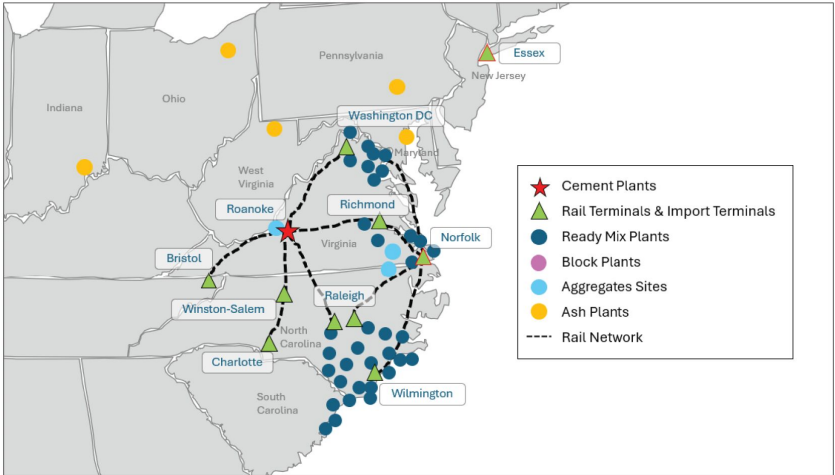 Pennsylvania
Essex
New Jersey
Ohio
Indiana
Washington DC
Maryland
West
Virginia
Roanoke
Richmond
Virginia
Norfolk
Bristol
Winston-Salem
Raleigh
North
Carolina
Charlotte
South
Carolina
Wilmington
Cement Plants
Rail Terminals & Import Terminals
Ready Mix Plants
Block Plants
Aggregates Sites
Ash Plants
Rail Network